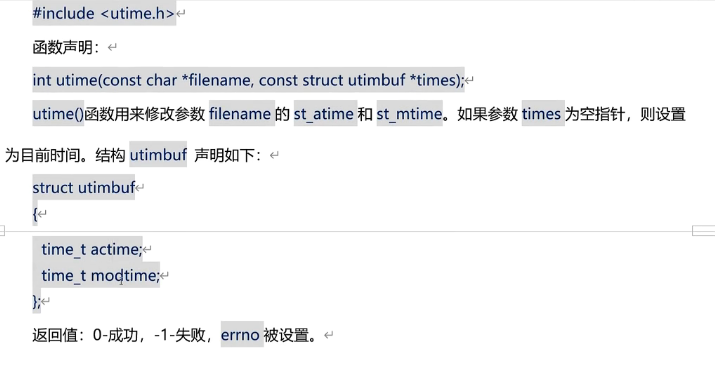 #include <utime.h>
函数声明：
int utime(const char *filename, const struct utimbuf *times);
utime()函数用来修改参数 filename 的 st_atime 和 st_mtime。如果参数 times 为空指针，则设置
为目前时间。结构 utimbuf 声明如下：
struct utimbuf
{
time_t actime;
time_t modtime;
};
返回值：0-成功，-1-失败，errno 被设置。